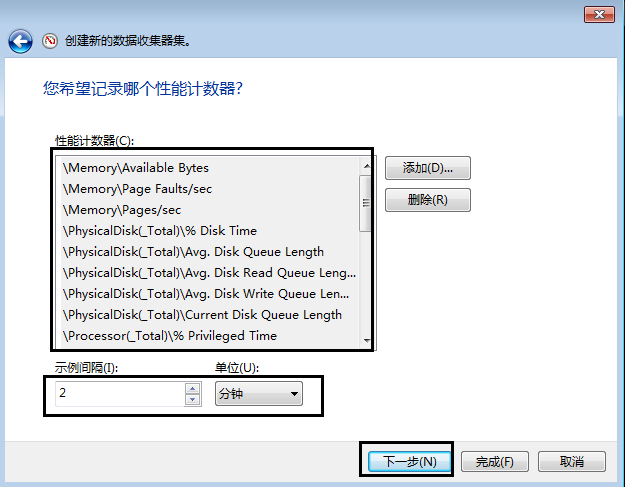 创建新的数据收集器集。
您希望记录哪个性能计数器?
性能计数器(C):
\Memory\Available Bytes
\Memory\Page Faults/sec
\Memory\Pages/sec
\PhysicalDisk(_Total)\% Disk Time
\PhysicalDisk(_Total)\Avg. Disk Queue Length
\PhysicalDisk(_Total)\Avg. Disk Read Queue Leng...
\PhysicalDisk(_Total)\Avg. Disk Write Queue Len...
\PhysicalDisk(_Total)\Current Disk Queue Length
\Processor(_Total)\% Privileged Time
添加(D)...
删除(R)
示例间隔(I): 单位(U):
2 分钟
下一步(N) 完成(F) 取消